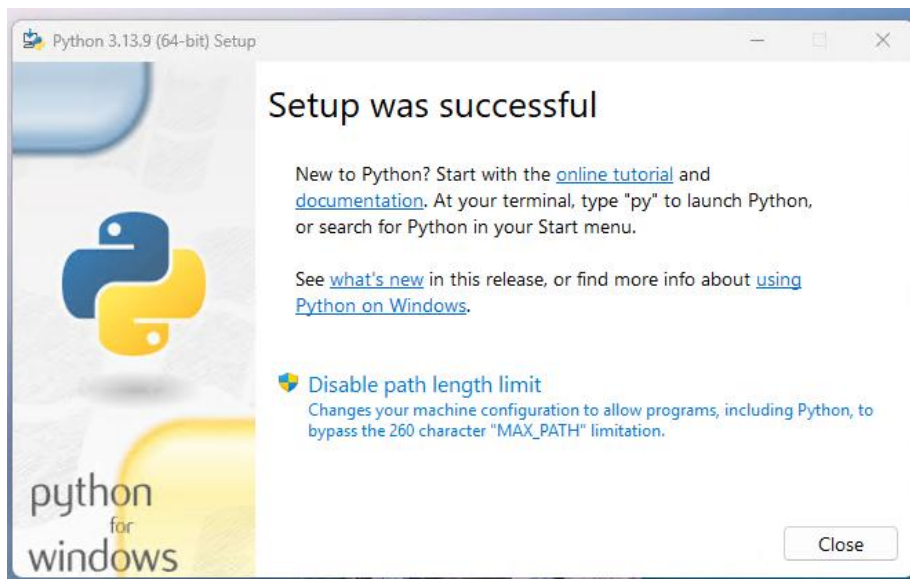 Python 3.13.9 (64-bit) Setup
Setup was successful
New to Python? Start with the online tutorial and
documentation. At your terminal, type "py" to launch Python,
or search for Python in your Start menu.
See what's new in this release, or find more info about using
Python on Windows.
Disable path length limit
Changes your machine configuration to allow programs, including Python, to
bypass the 260 character "MAX_PATH" limitation.
python
for
windows
Close